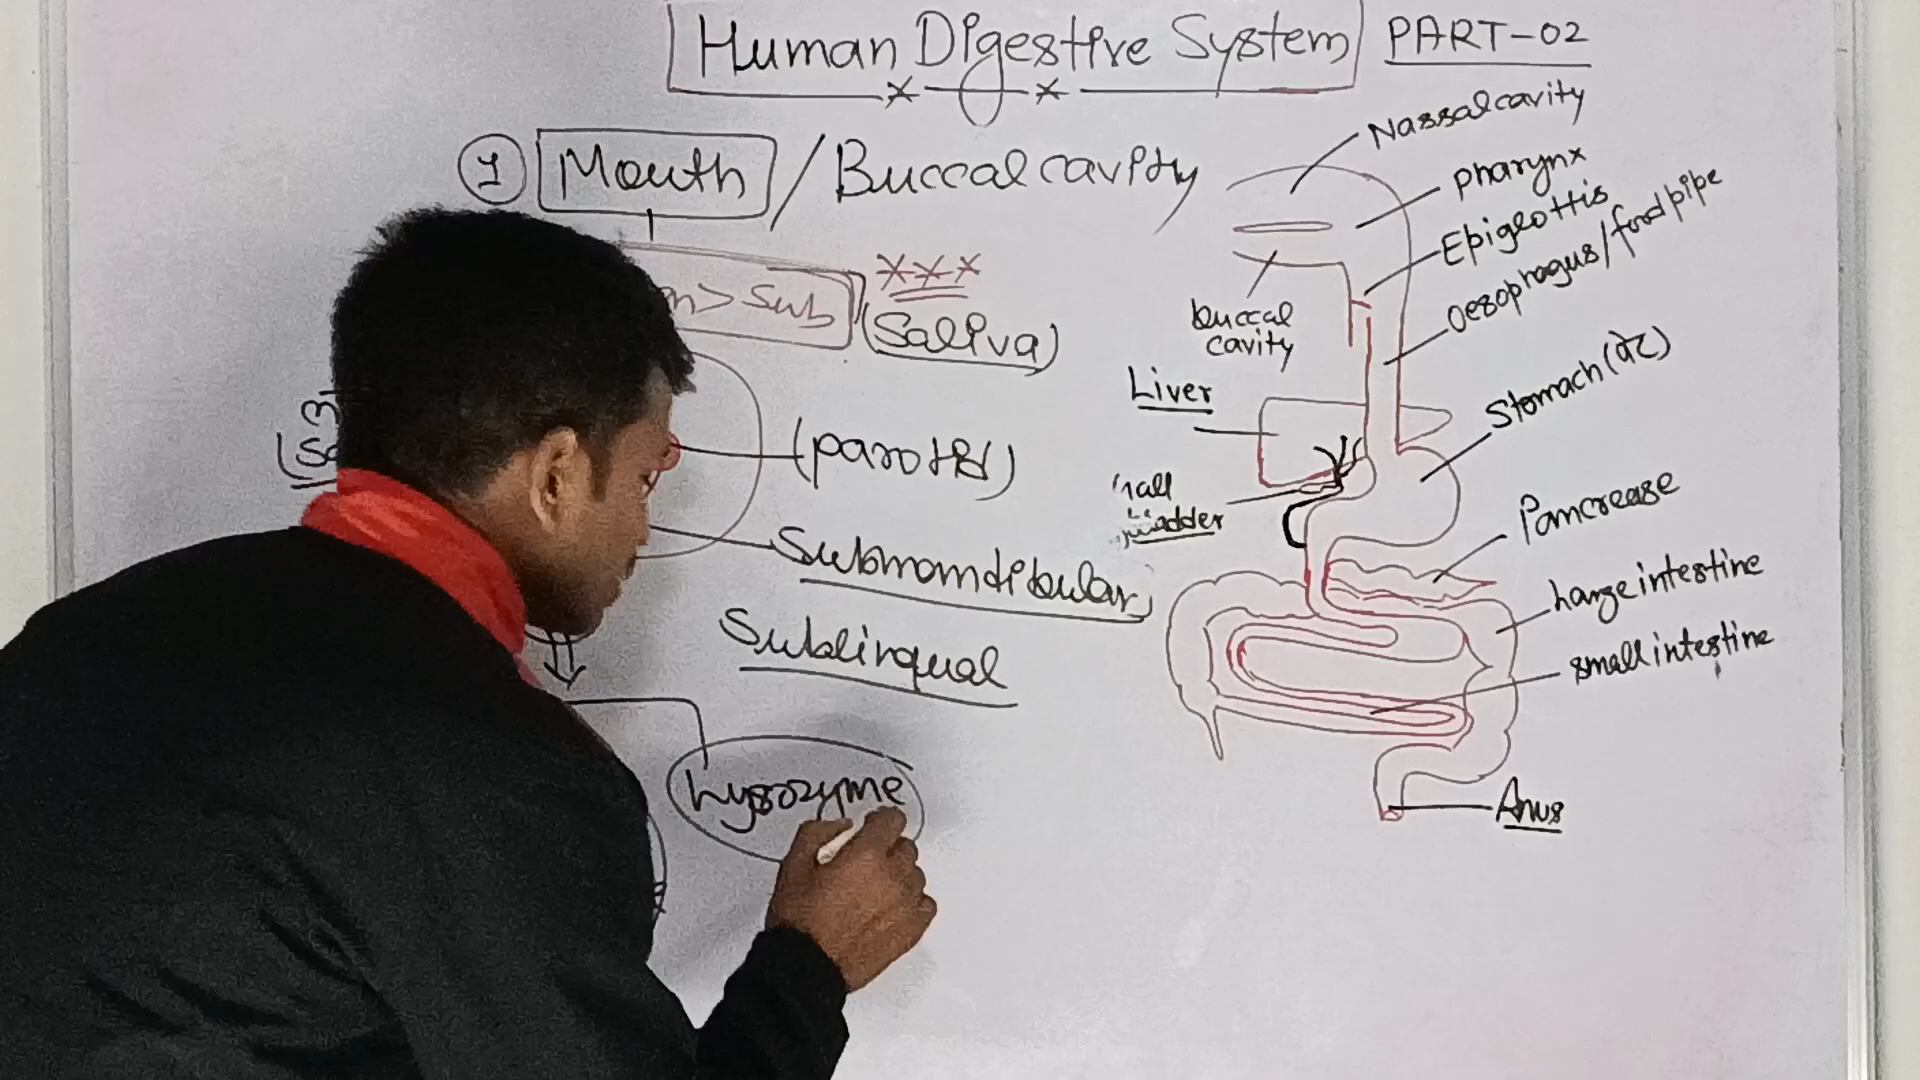 Human Digestive System PART-02
1 Mouth / Buccal cavity
> Sub
***
(Saliva)
(parotid)
Submandibular
Sublingual
Lysozyme
Nassal cavity
Pharynx
Epiglottis
Oesophagus/food pipe
buccal
cavity
Liver
Stomach (पेट)
bladder
Pancrease
Large intestine
small intestine
Anus